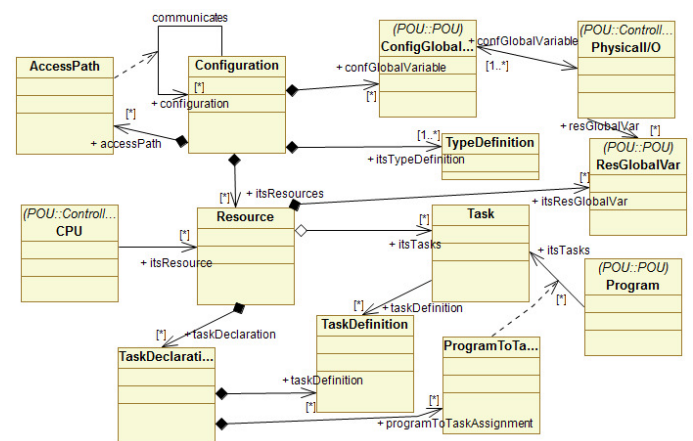 communicates
(POU::POU)
ConfigGlobal...
(POU::Controll...
PhysicalI/O
AccessPath
Configuration
+ confGlobalVariable
+ confGlobalVariable
[1..*]
[*]
+ configuration
[*]
[*]
+ accessPath
+ resGlobalVar
[*]
[1..*]
TypeDefinition
+ itsTypeDefinition
(POU::POU)
ResGlobalVar
[*]
+ itsResources
[*]
+ itsResGlobalVar
(POU::Controll...
CPU
Resource
[*]
+ itsResource
[*]
Task
+ itsTasks
+ itsTasks
[*]
(POU::POU)
Program
+ taskDefinition
[*]
TaskDefinition
ProgramToTa...
[*]
+ taskDeclaration
TaskDeclarati...
+ taskDefinition
[*]
[*]
+ programToTaskAssignment